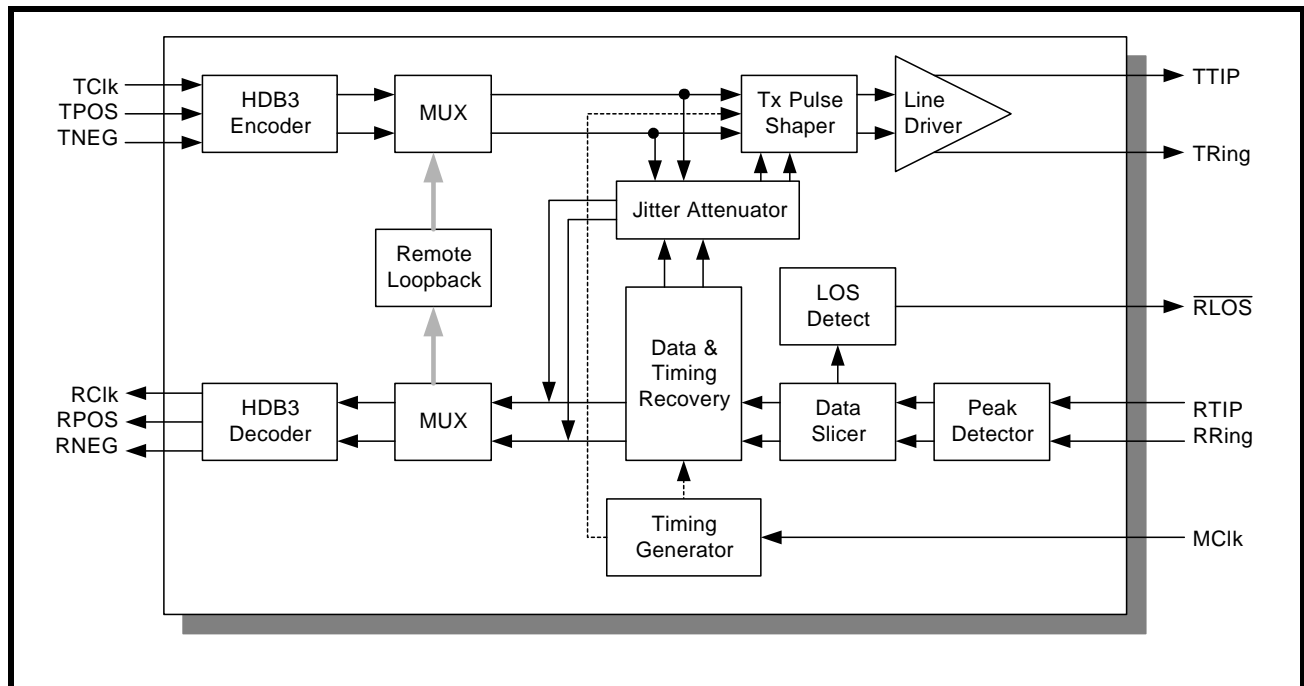 TClk
TPOS
TNEG
HDB3
Encoder
MUX
Tx Pulse
Shaper
Line
Driver
TTIP
TRing
Jitter Attenuator
Remote
Loopback
LOS
Detect
RLOS
Data &
Timing
Recovery
RClk
RPOS
RNEG
HDB3
Decoder
MUX
Data
Slicer
Peak
Detector
RTIP
RRing
Timing
Generator
MClk